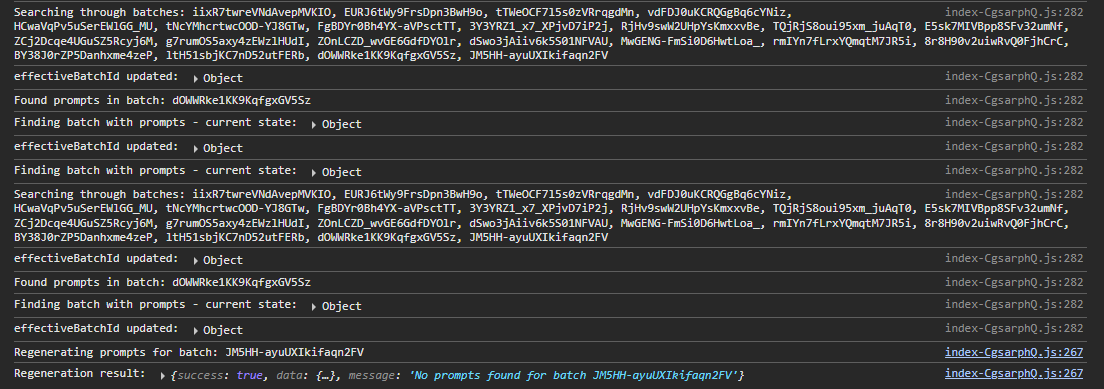 Searching through batches: iixR7twreVNdAvepMVKIO, EURJ6tWy9FrsDpn3BwH9o, tTWeOCF715s0zVRrqgdMn, vdFDJ0uKCRQGgBq6cYNiz, index-CgsarphQ.js:282
HCwaVqPv5uSerEWlGG_MU, tNcYMhcrtwcOOD-YJ8GTw, FgBDYr0Bh4YX-aVPsctTT, 3Y3YRZ1_x7_XPjvD7iP2j, RjHv9swW2UHpYsKmxxvBe, TQjRjS8oui95xm_juAqT0, E5sk7MIVBpp8SFv32umNf,
ZCj2Dcqe4UGuSZ5Rcyj6M, g7rumOS5axy4zEWzlHUdI, ZOnLCZD_wvGE6GdfDYOlr, dSwo3jAiiv6k5S01NFVAU, MwGENG-FmSi0D6HwtLoa_, rmIYn7fLrxYQmqtM7JR5i, 8r8H90v2uiwRvQ0FjhCrC,
BY38J0rZP5Danhxme4zeP, ltH51sbjKC7nD52utFERb, dOWWRke1KK9KqfgxGV5Sz, JM5HH-ayuUXIkifaqn2FV
effectiveBatchId updated: ▸ Object index-CgsarphQ.js:282
Found prompts in batch: dOWWRke1KK9KqfgxGV5Sz index-CgsarphQ.js:282
Finding batch with prompts - current state: ▸ Object index-CgsarphQ.js:282
effectiveBatchId updated: ▸ Object index-CgsarphQ.js:282
Finding batch with prompts - current state: ▸ Object index-CgsarphQ.js:282
Searching through batches: iixR7twreVNdAvepMVKIO, EURJ6tWy9FrsDpn3BwH9o, tTWeOCF715s0zVRrqgdMn, vdFDJ0uKCRQGgBq6cYNiz, index-CgsarphQ.js:282
HCwaVqPv5uSerEWlGG_MU, tNcYMhcrtwcOOD-YJ8GTw, FgBDYr0Bh4YX-aVPsctTT, 3Y3YRZ1_x7_XPjvD7iP2j, RjHv9swW2UHpYsKmxxvBe, TQjRjS8oui95xm_juAqT0, E5sk7MIVBpp8SFv32umNf,
ZCj2Dcqe4UGuSZ5Rcyj6M, g7rumOS5axy4zEWzlHUdI, ZOnLCZD_wvGE6GdfDYOlr, dSwo3jAiiv6k5S01NFVAU, MwGENG-FmSi0D6HwtLoa_, rmIYn7fLrxYQmqtM7JR5i, 8r8H90v2uiwRvQ0FjhCrC,
BY38J0rZP5Danhxme4zeP, ltH51sbjKC7nD52utFERb, dOWWRke1KK9KqfgxGV5Sz, JM5HH-ayuUXIkifaqn2FV
effectiveBatchId updated: ▸ Object index-CgsarphQ.js:282
Found prompts in batch: dOWWRke1KK9KqfgxGV5Sz index-CgsarphQ.js:282
Finding batch with prompts - current state: ▸ Object index-CgsarphQ.js:282
effectiveBatchId updated: ▸ Object index-CgsarphQ.js:282
Regenerating prompts for batch: JM5HH-ayuUXIkifaqn2FV index-CgsarphQ.js:267
Regeneration result: ▸ {success: true, data: {…}, message: 'No prompts found for batch JM5HH-ayuUXIkifaqn2FV'} index-CgsarphQ.js:267